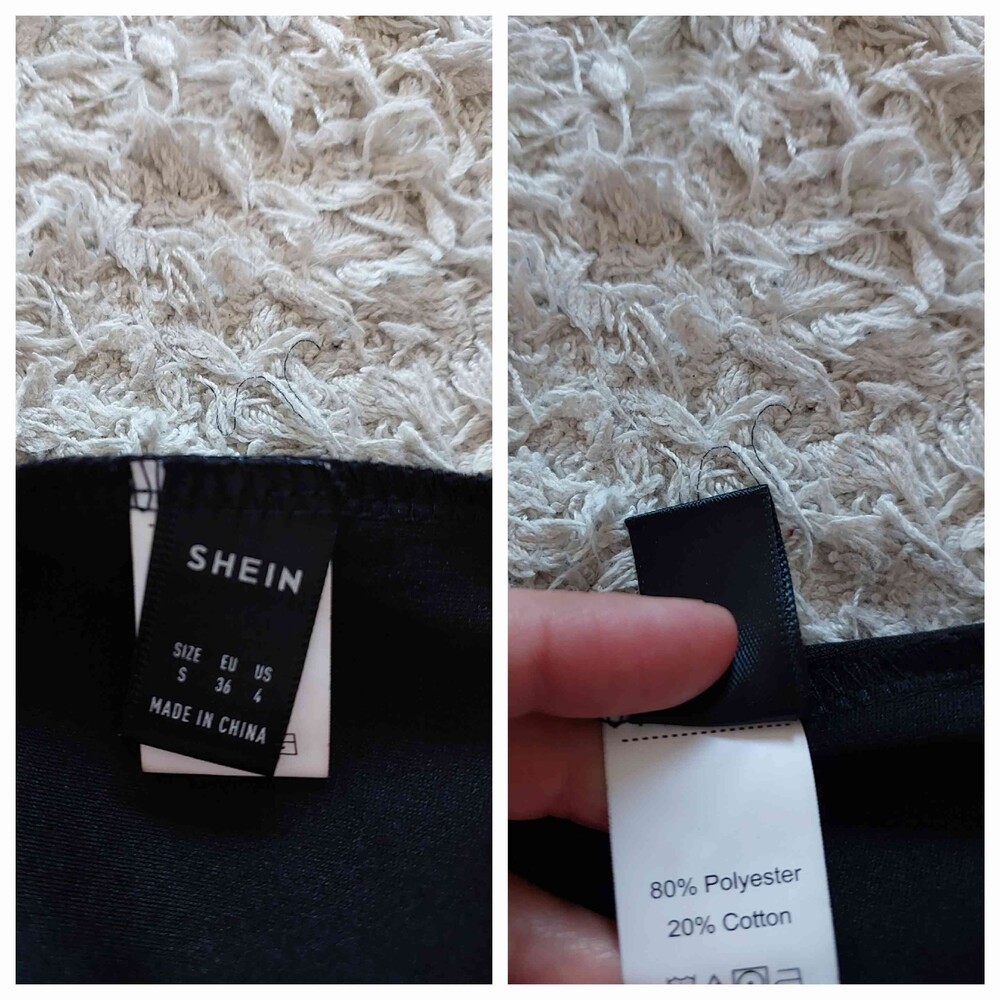 SHEIN
SIZE EU US
S 36 4
MADE IN CHINA
80% Polyester
20% Cotton